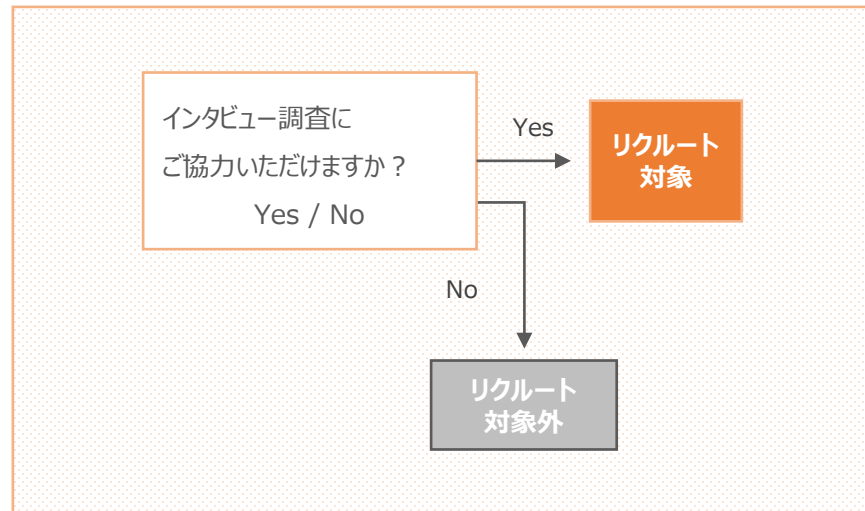 インタビュー調査に
ご協力いただけますか？
Yes / No
Yes
リクルート
対象
No
リクルート
対象外